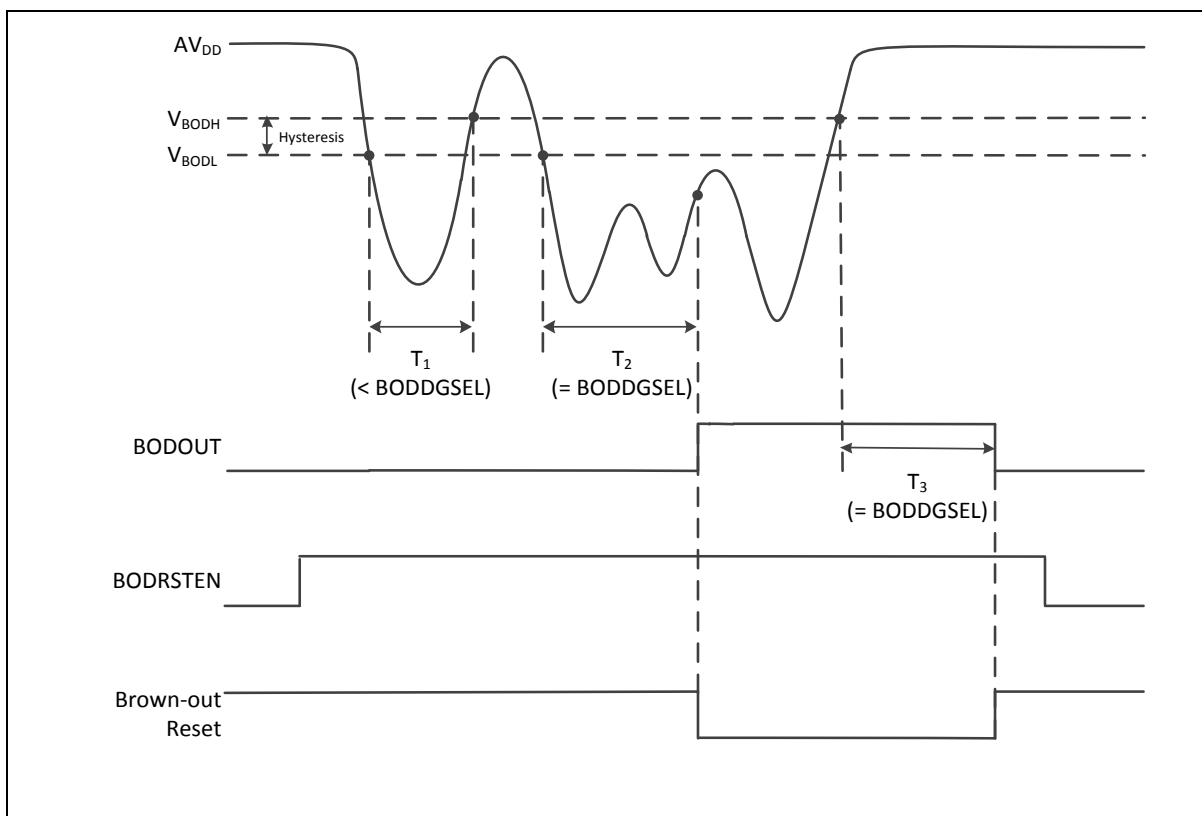 AVDD
VBODH
Hysteresis
VBODL
T1
(< BODDGSEL)
T2
(= BODDGSEL)
BODOUT
T3
(= BODDGSEL)
BODRSTEN
Brown-out
Reset